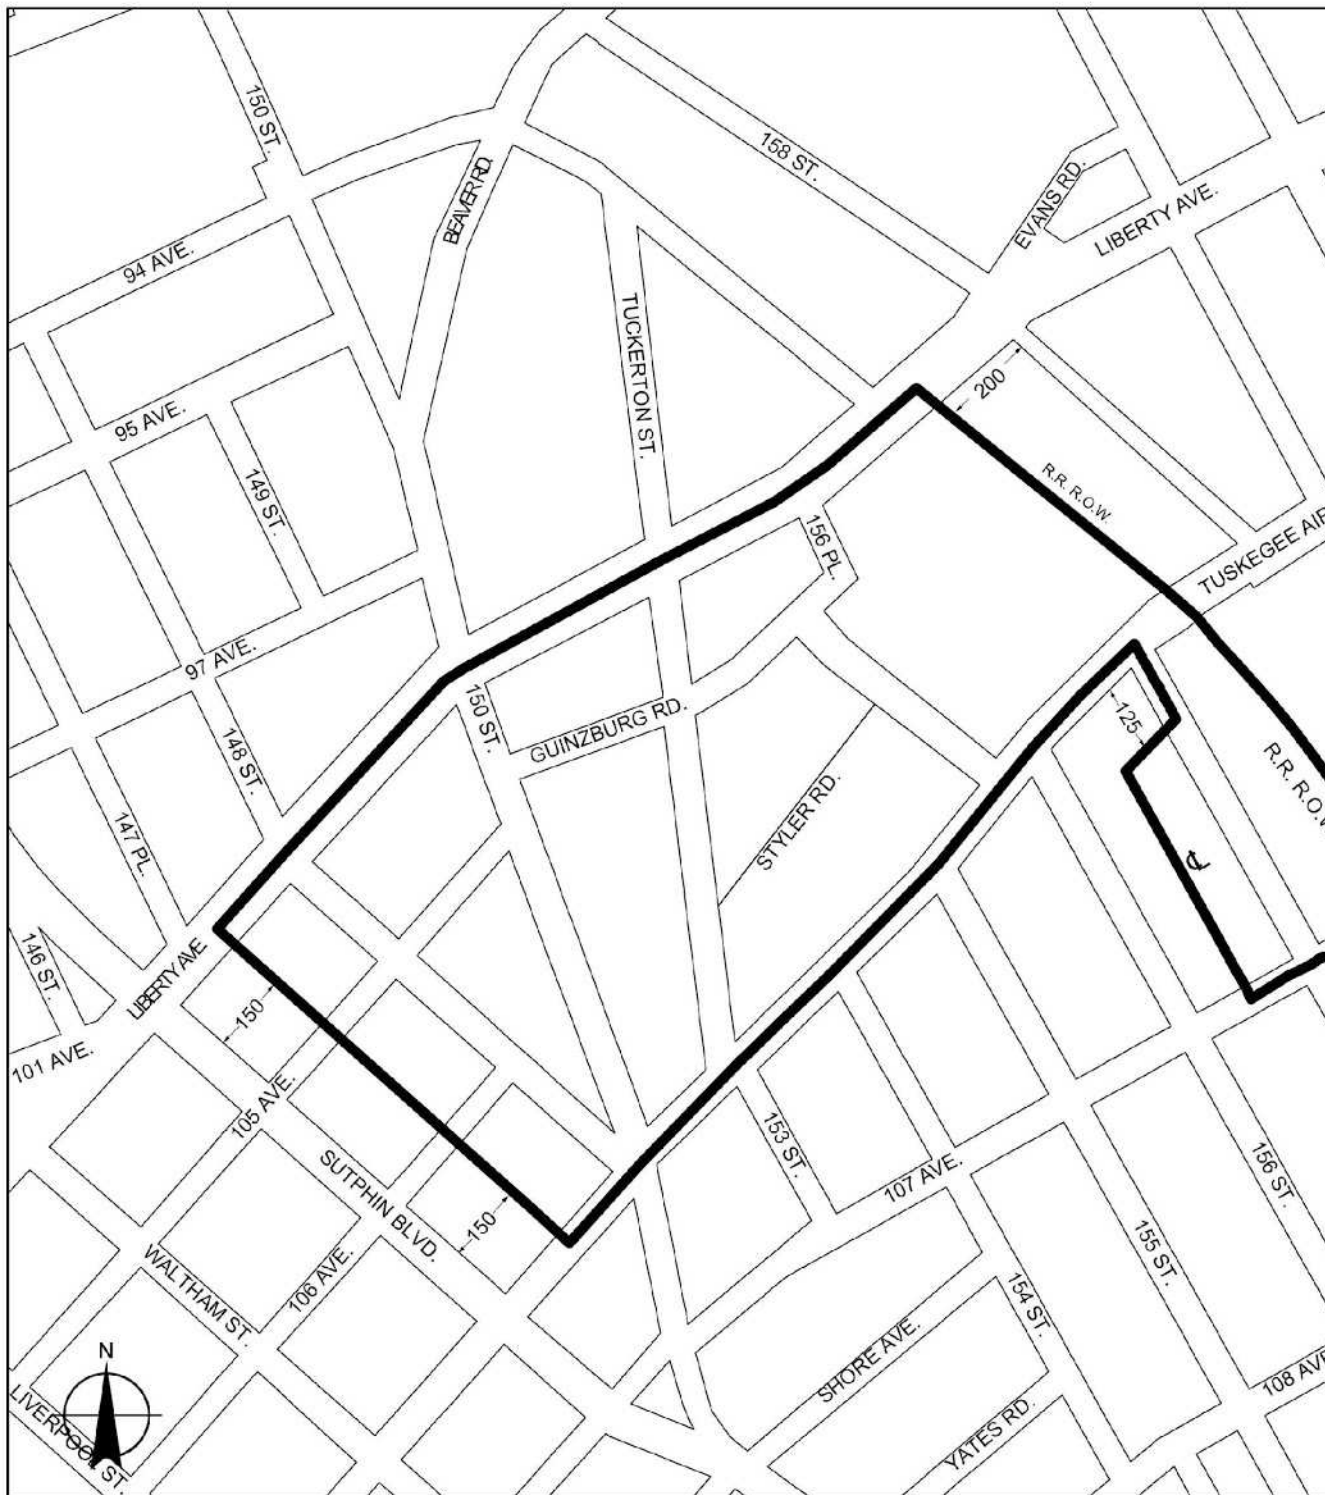 150 ST.
158 ST.
BEAVER RD.
EVANS RD.
LIBERTY AVE.
94 AVE.
TUCKERTON ST.
200
95 AVE.
149 ST.
R.R. R.O.W.
156 PL.
TUSKEGEE AIR
97 AVE.
150 ST.
GUINZBURG RD.
125
148 ST.
R.R. R.O.W
STYLER RD.
147 PL.
℄
146 ST.
LIBERTY AVE.
150
101 AVE.
105 AVE.
153 ST.
SUTPHIN BLVD.
107 AVE.
156 ST.
150
155 ST.
WALTHAM ST.
106 AVE.
154 ST.
N
SHORE AVE.
108 AVE
LIVERPOOL ST.
YATES RD.